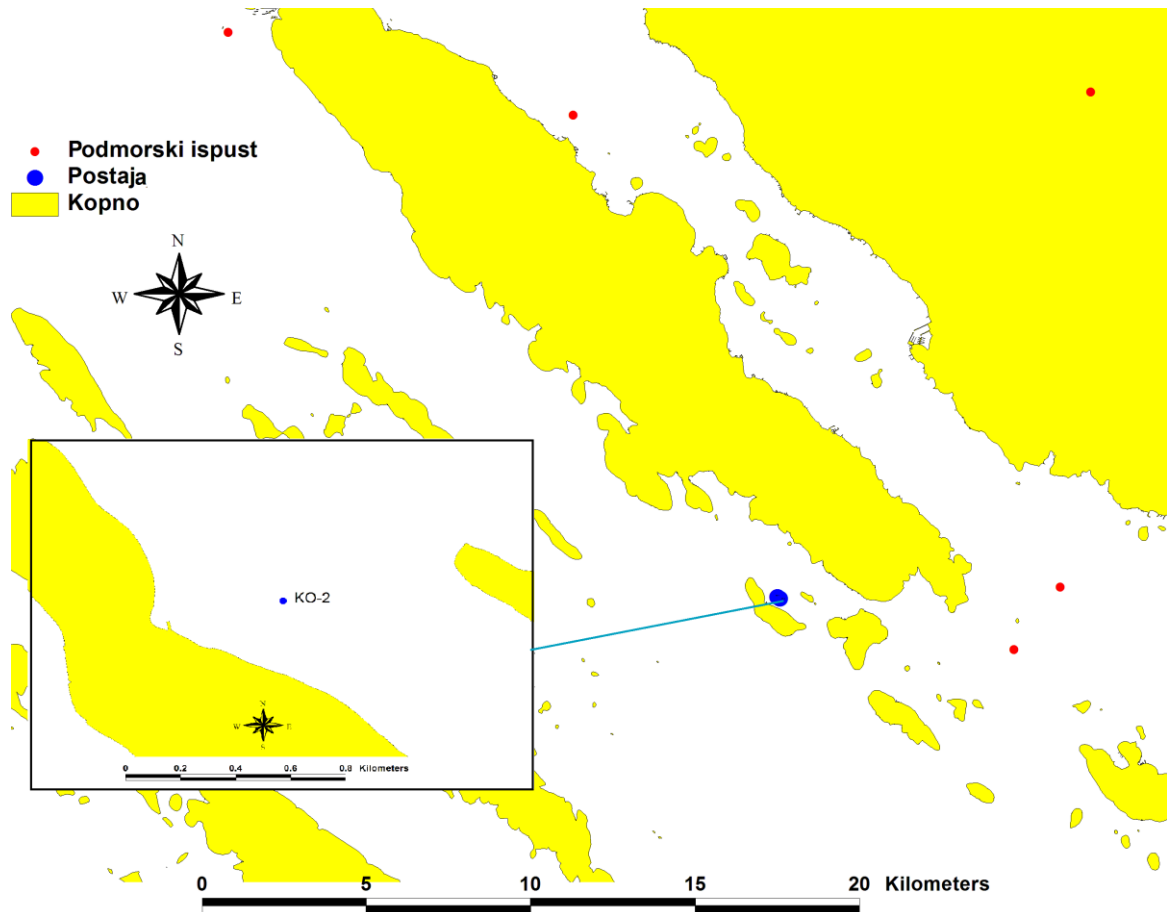 Podmorski ispust
Postaja
Kopno
N
W E
S
KO-2
N
W E
S
0 0.2 0.4 0.6 0.8 Kilometers
0 5 10 15 20 Kilometers